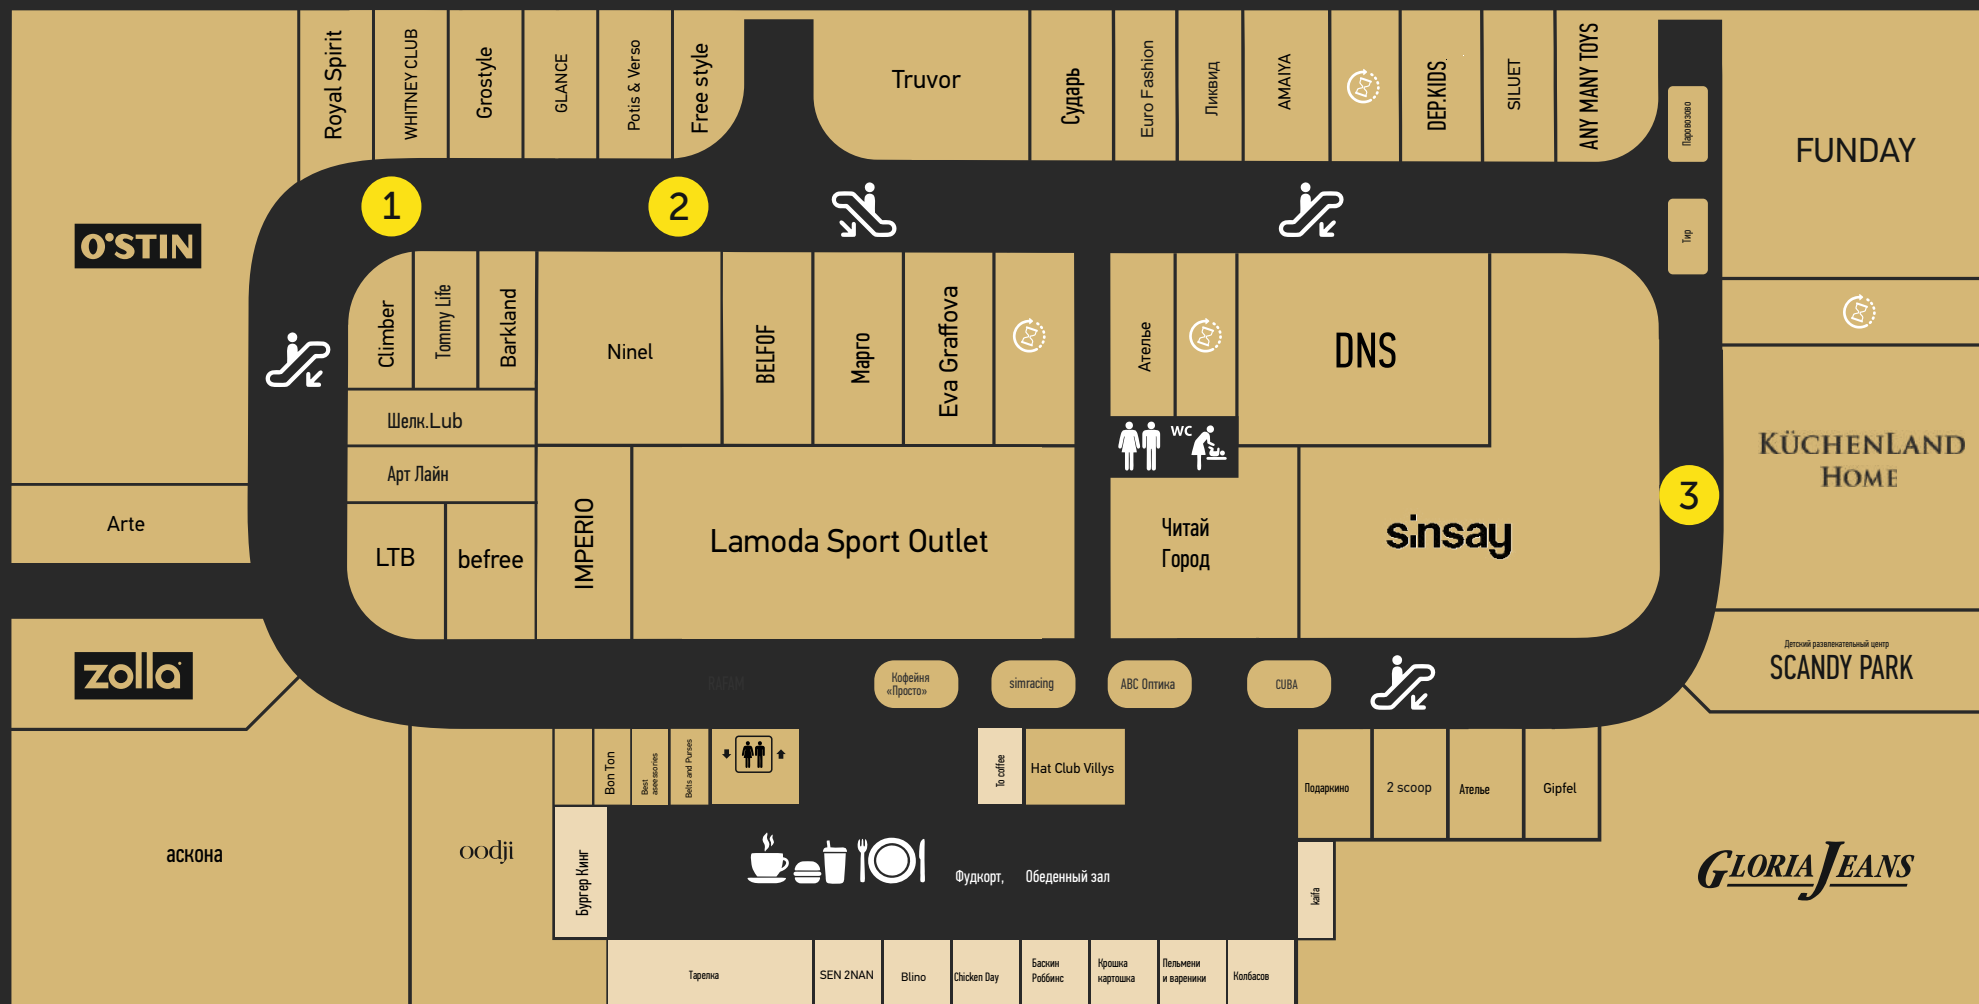 Royal Spirit
WHITNEY CLUB
Grostyle
GLANCE
Potis & Verso
Free style
Truvor
Сударь
Euro Fashion
Ликвид
AMAIYA
DEP.KIDS
SILUET
ANY MANY TOYS
Паровозово
FUNDAY
Тир
O'STIN
1
2
Climber
Tommy Life
Barkland
Ninel
BELFOF
Марго
Eva Graffova
Ателье
DNS
Шелк.Lub
WC
KÜCHENLAND
HOME
Арт Лайн
3
Arte
LTB
befree
IMPERIO
Lamoda Sport Outlet
Читай
Город
sinsay
zolla
RAFAM
Кофейня
«Просто»
simracing
АВС Оптика
CUBA
Детский развлекательный центр
SCANDY PARK
Bon Ton
Best
aseessories
Belts and Purses
To coffee
Hat Club Villys
Подаркино
2 scoop
Ателье
Gipfel
аскона
oodji
Бургер Кинг
Фудкорт,
Обеденный зал
kaifa
GLORIA JEANS
Тарелка
SEN 2NAN
Blino
Chicken Day
Баскин
Роббинс
Крошка
картошка
Пельмени
и вареники
Колбасов